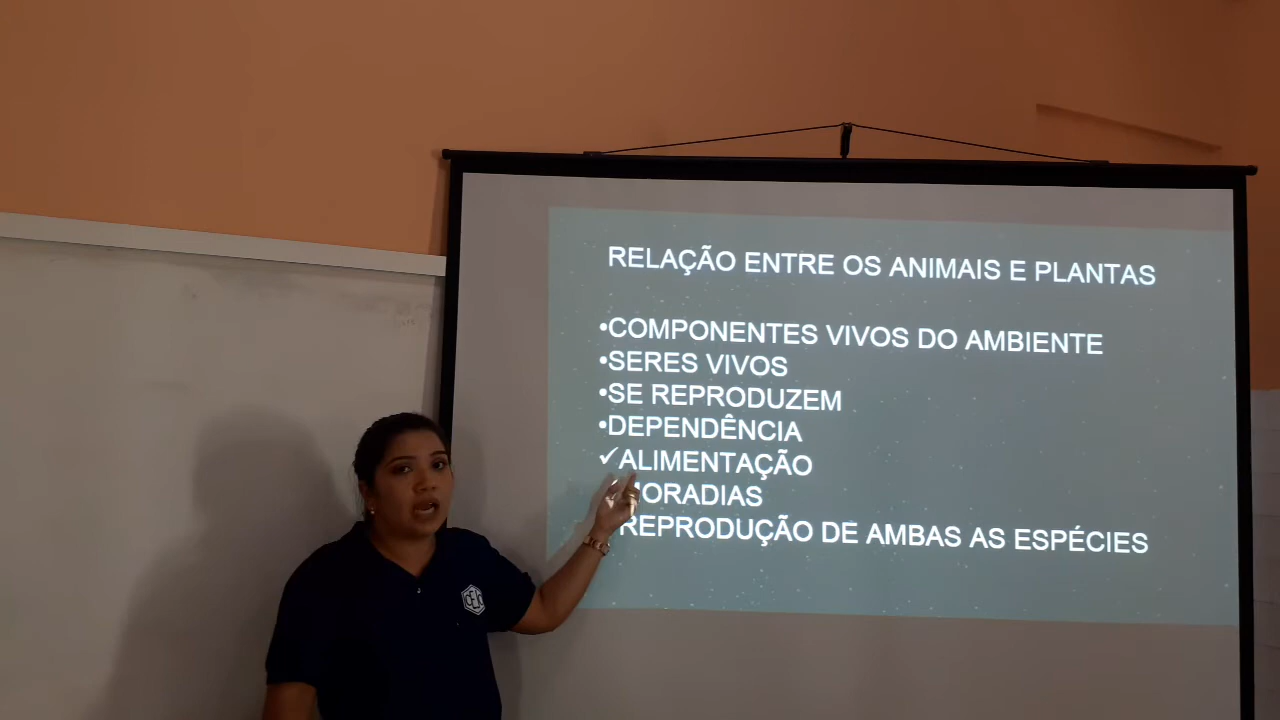 RELAÇÃO ENTRE OS ANIMAIS E PLANTAS
•COMPONENTES VIVOS DO AMBIENTE
•SERES VIVOS
•SE REPRODUZEM
•DEPENDÊNCIA
✓ALIMENTAÇÃO
MORADIAS
REPRODUÇÃO DE AMBAS AS ESPÉCIES